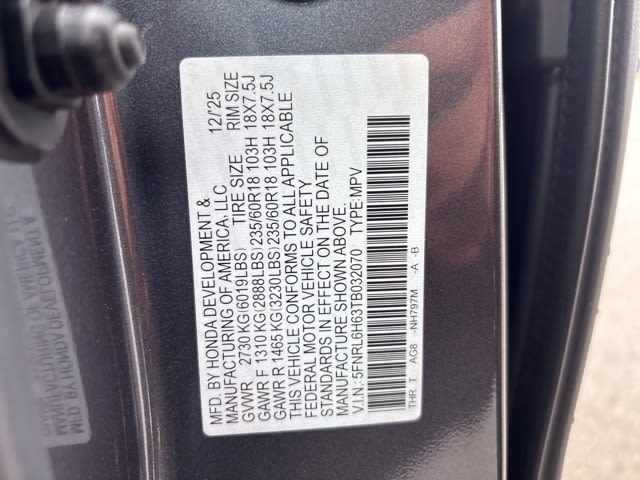 MFD. BY HONDA DEVELOPMENT & 12/25
MANUFACTURING OF AMERICA, LLC
GVWR 2730 KG(6019LBS) TIRE SIZE RIM SIZE
GAWR F 1310 KG(2888LBS)235/60R18 103H 18X7.5J
GAWR R 1465 KG(3230LBS)235/60R18 103H 18X7.5J
THIS VEHICLE CONFORMS TO ALL APPLICABLE
FEDERAL MOTOR VEHICLE SAFETY
STANDARDS IN EFFECT ON THE DATE OF
MANUFACTURE SHOWN ABOVE.
V.I.N.:5FNRL6H63TB032070 TYPE:MPV
THR T AG8 -NH797M -A -B